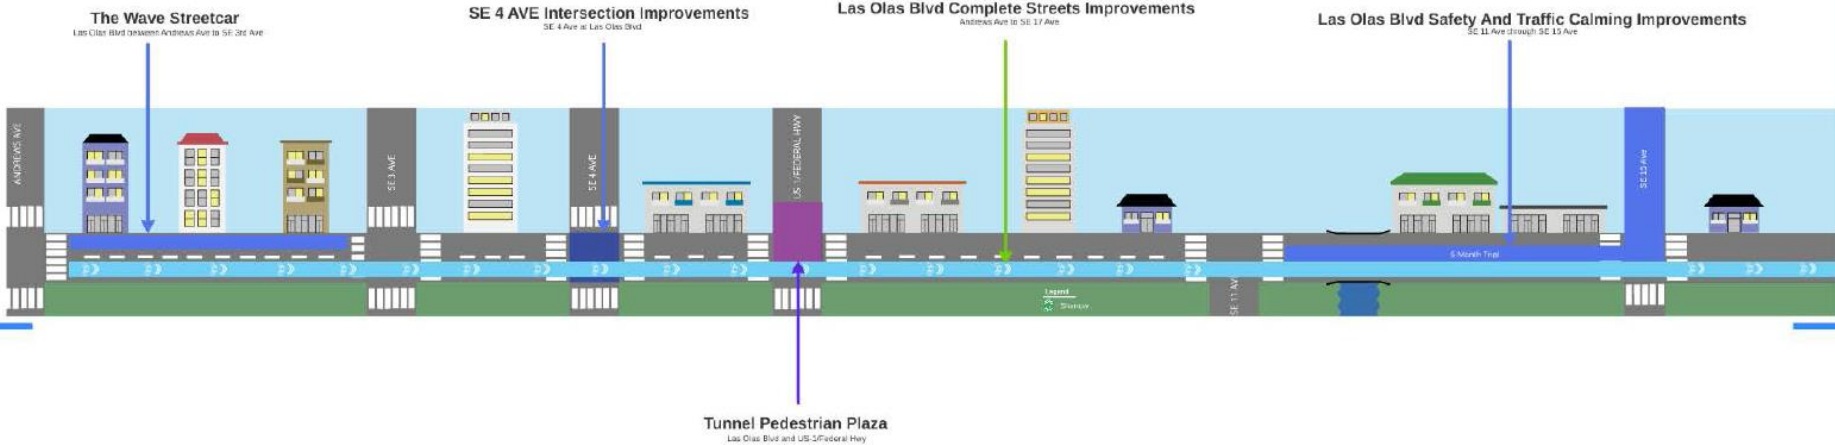 The Wave Streetcar
Las Olas Blvd between Andrews Ave to SE 3rd Ave
SE 4 AVE Intersection Improvements
SE 4 Ave at Las Olas Blvd
Las Olas Blvd Complete Streets Improvements
Andrews Ave to SE 17 Ave
Las Olas Blvd Safety And Traffic Calming Improvements
SE 11 Ave through SE 15 Ave
ANDREWS AVE
SE 3 AVE
SE 4 AVE
US-1/FEDERAL HWY
SE 15 Ave
6 Month Trial
SE 11 AVE
Legend
Sharrow
Tunnel Pedestrian Plaza
Las Olas Blvd and US-1/Federal Hwy